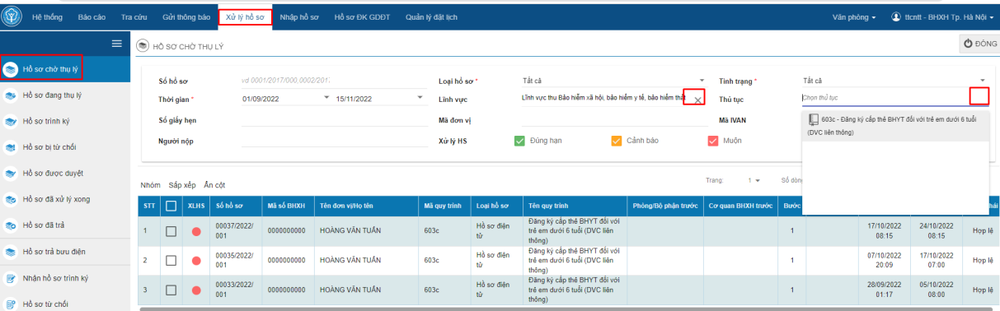 Hệ thống Báo cáo Tra cứu Gửi thông báo Xử lý hồ sơ Nhập hồ sơ Hồ sơ ĐK GDĐT Quản lý đặt lịch Văn phòng ttcntt - BHXH Tp. Hà Nội
HỒ SƠ CHỜ THỤ LÝ ĐÓNG
Hồ sơ chờ thụ lý
Hồ sơ đang thụ lý
Hồ sơ trình ký
Hồ sơ bị từ chối
Hồ sơ được duyệt
Hồ sơ đã xử lý xong
Hồ sơ đã trả
Hồ sơ trả bưu điện
Nhận hồ sơ trình ký
Hồ sơ từ chối
Số hồ sơ vd 0001/2017/000;0002/201 Loại hồ sơ * Tất cả Tình trạng * Tất cả
Thời gian * 01/09/2022 15/11/2022 Lĩnh vực Lĩnh vực thu Bảo hiểm xã hội, bảo hiểm y tế, bảo hiểm thất Thủ tục Chọn thủ tục
Số giấy hẹn Mã đơn vị Mã IVAN
603c - Đăng ký cấp thẻ BHYT đối với trẻ em dưới 6 tuổi
(DVC liên thông)
Người nộp Xử lý HS Đúng hạn Cảnh báo Muộn
Nhóm Sắp xếp Ẩn cột Trang: 1 Số dòng
STT XLHS Số hồ sơ Mã số BHXH Tên đơn vị/Họ tên Mã quy trình Loại hồ sơ Tên quy trình Phòng/Bộ phận trước Cơ quan BHXH trước Bước
1 00037/2022/
001 0000000000 HOÀNG VĂN TUẤN 603c Hồ sơ điện
tử Đăng ký cấp thẻ BHYT đối với
trẻ em dưới 6 tuổi (DVC liên
thông) 1 17/10/2022
08:15 24/10/2022
08:15 Hợp lệ
2 00035/2022/
001 0000000000 HOÀNG VĂN TUẤN 603c Hồ sơ điện
tử Đăng ký cấp thẻ BHYT đối với
trẻ em dưới 6 tuổi (DVC liên
thông) 1 07/10/2022
20:09 17/10/2022
07:00 Hợp lệ
3 00033/2022/
001 0000000000 HOÀNG VĂN TUẤN 603c Hồ sơ điện
tử Đăng ký cấp thẻ BHYT đối với
trẻ em dưới 6 tuổi (DVC liên
thông) 1 28/09/2022
01:17 05/10/2022
08:00 Hợp lệ